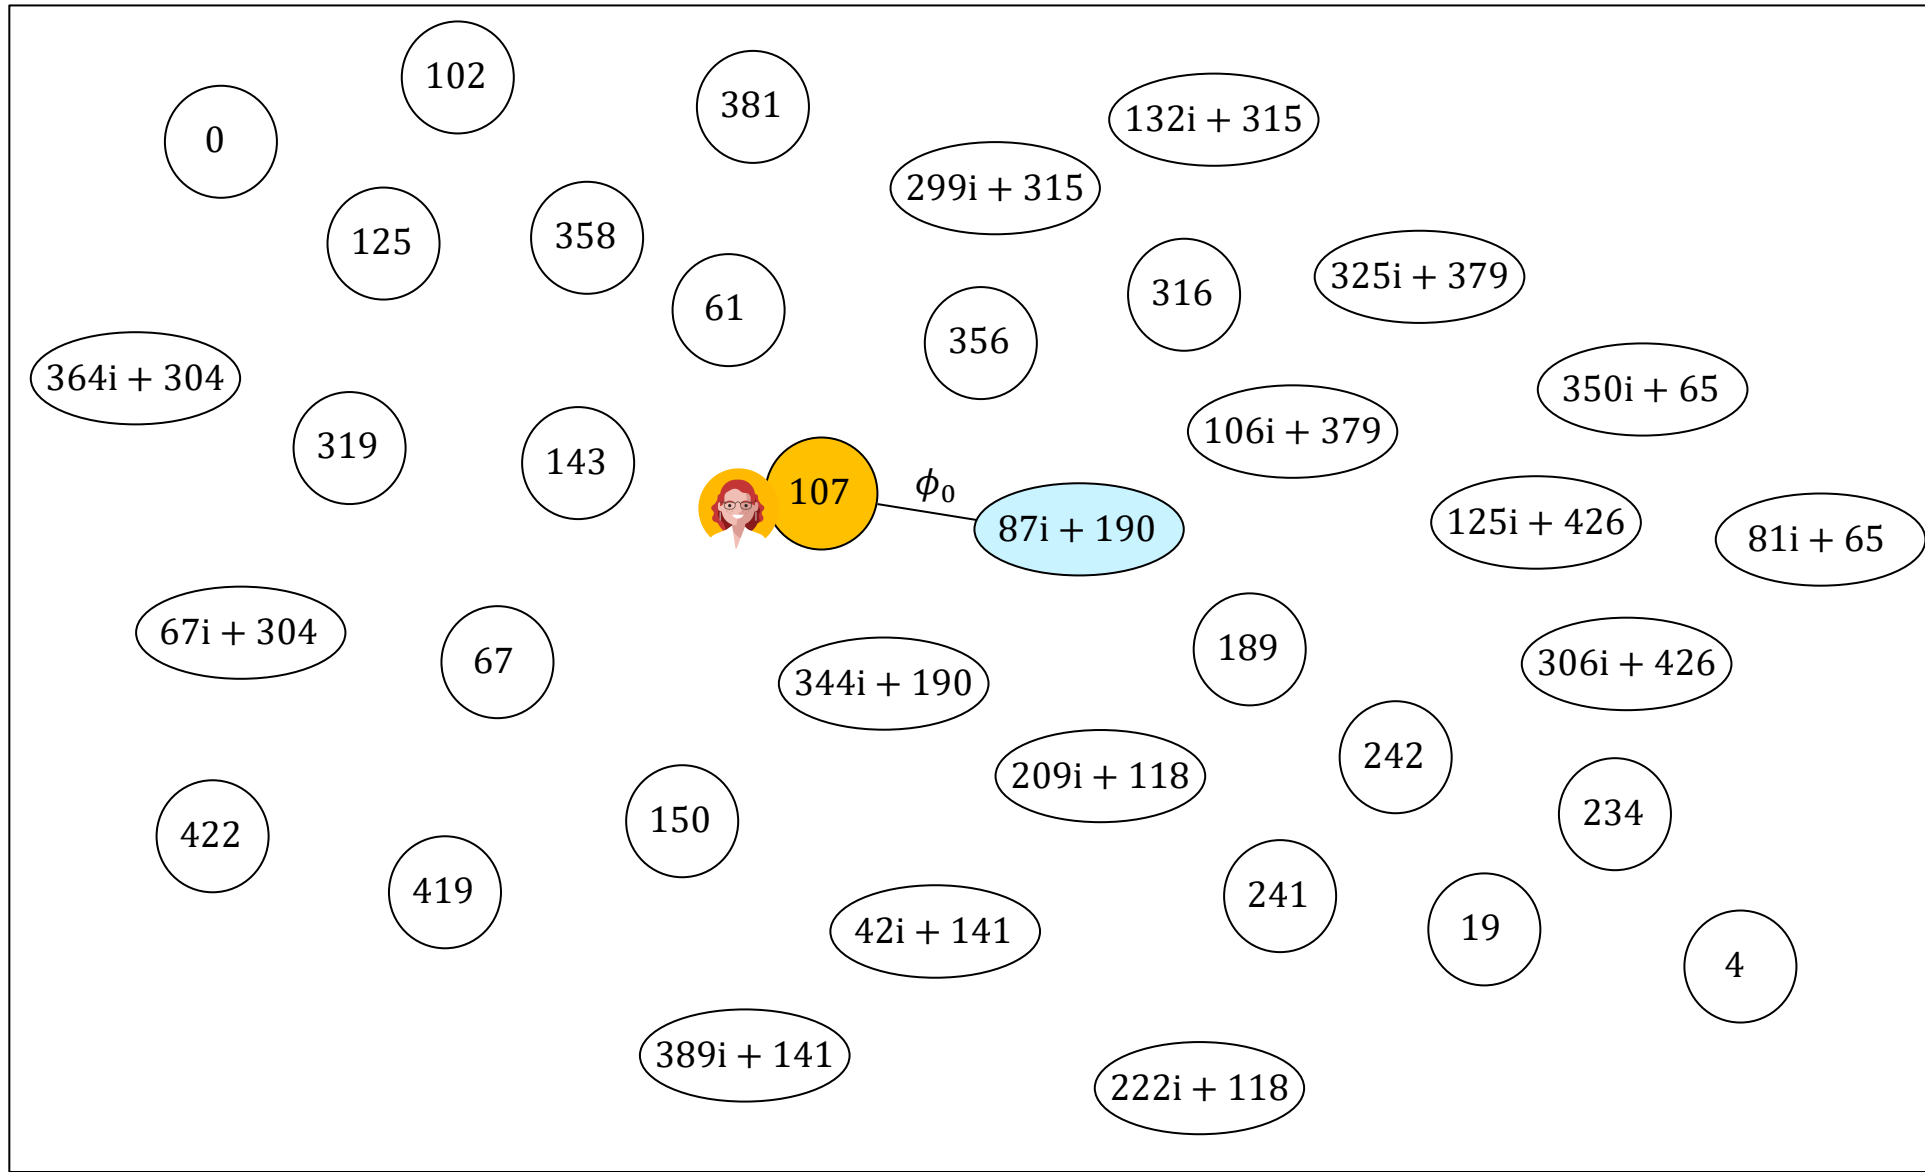 102
381
132i + 315
0
299i + 315
125
358
325i + 379
61
316
356
364i + 304
350i + 65
106i + 379
319
143
107
ϕ₀
87i + 190
125i + 426
81i + 65
67i + 304
67
344i + 190
189
306i + 426
209i + 118
242
422
150
234
419
241
42i + 141
19
4
389i + 141
222i + 118